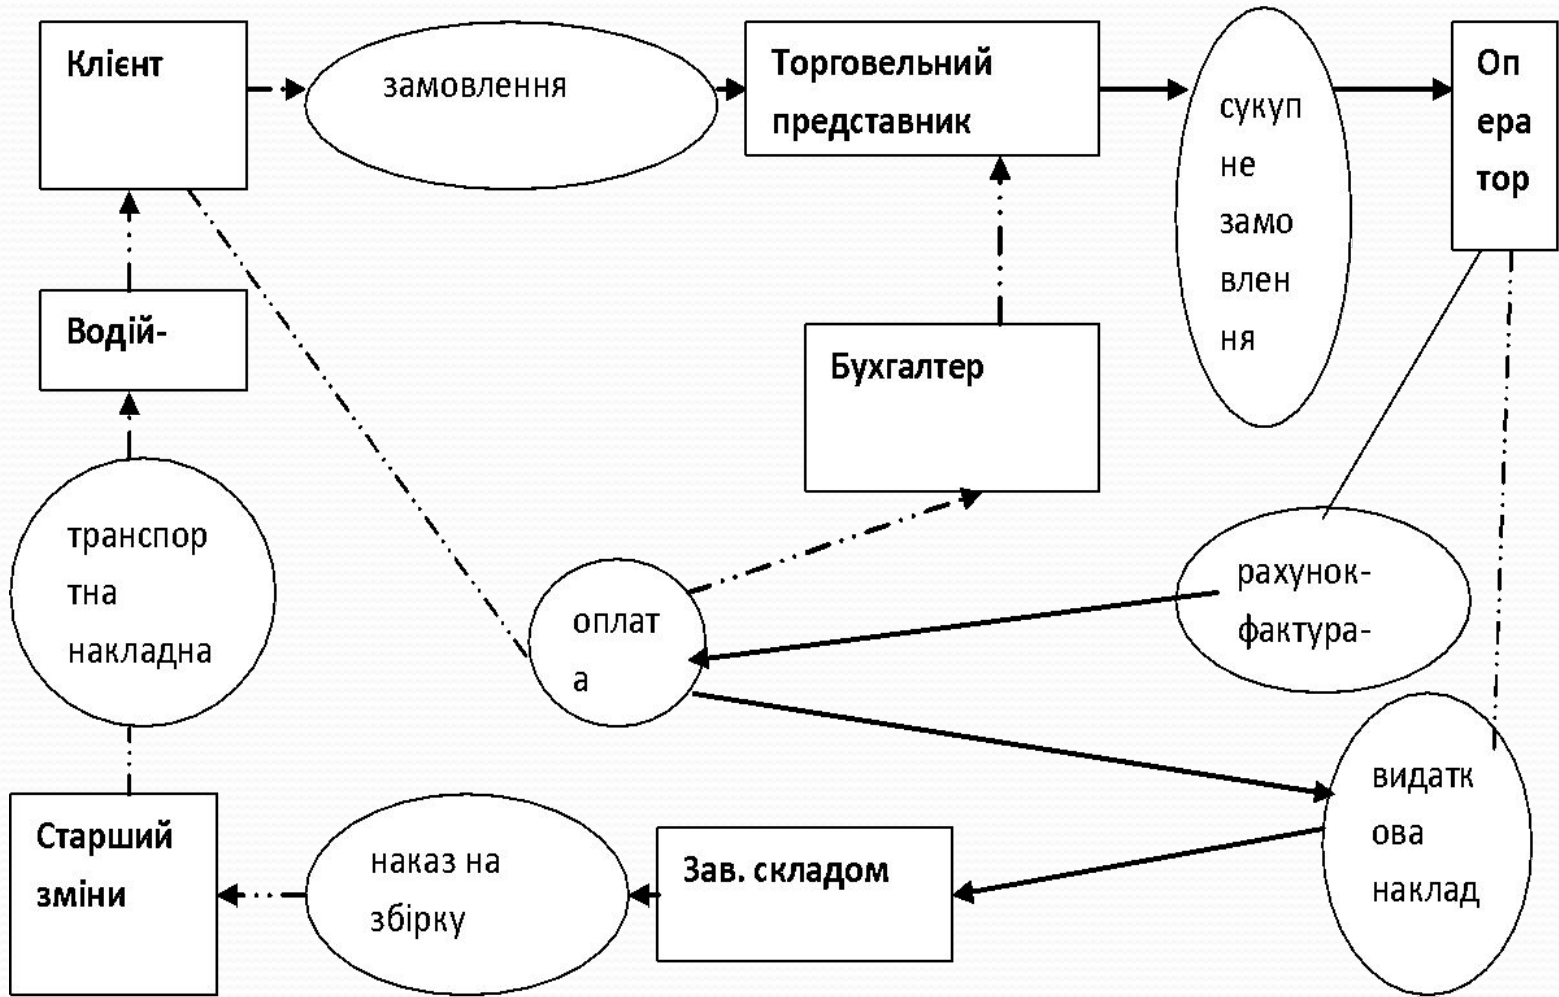 Клієнт
замовлення
Торговельний
представник
сукуп
не
замо
влен
ня
Оп
ера
тор
Водій-
Бухгалтер
транспор
тна
накладна
оплат
а
рахунок-
фактура-
видатк
ова
наклад
Старший
зміни
наказ на
збірку
Зав. складом